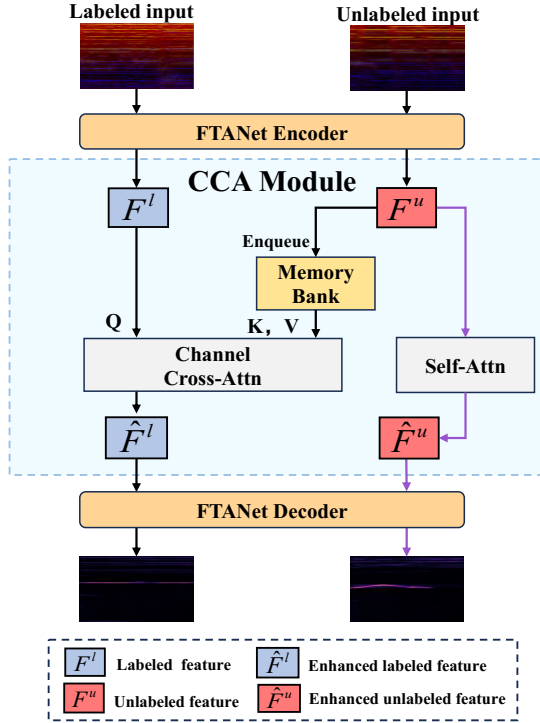 Labeled input
Unlabeled input
FTANet Encoder
CCA Module
F^l
F^u
Enqueue
Memory
Bank
Q
K, V
Channel
Cross-Attn
Self-Attn
F̂^l
F̂^u
FTANet Decoder
F^l Labeled feature
F̂^l Enhanced labeled feature
F^u Unlabeled feature
F̂^u Enhanced unlabeled feature